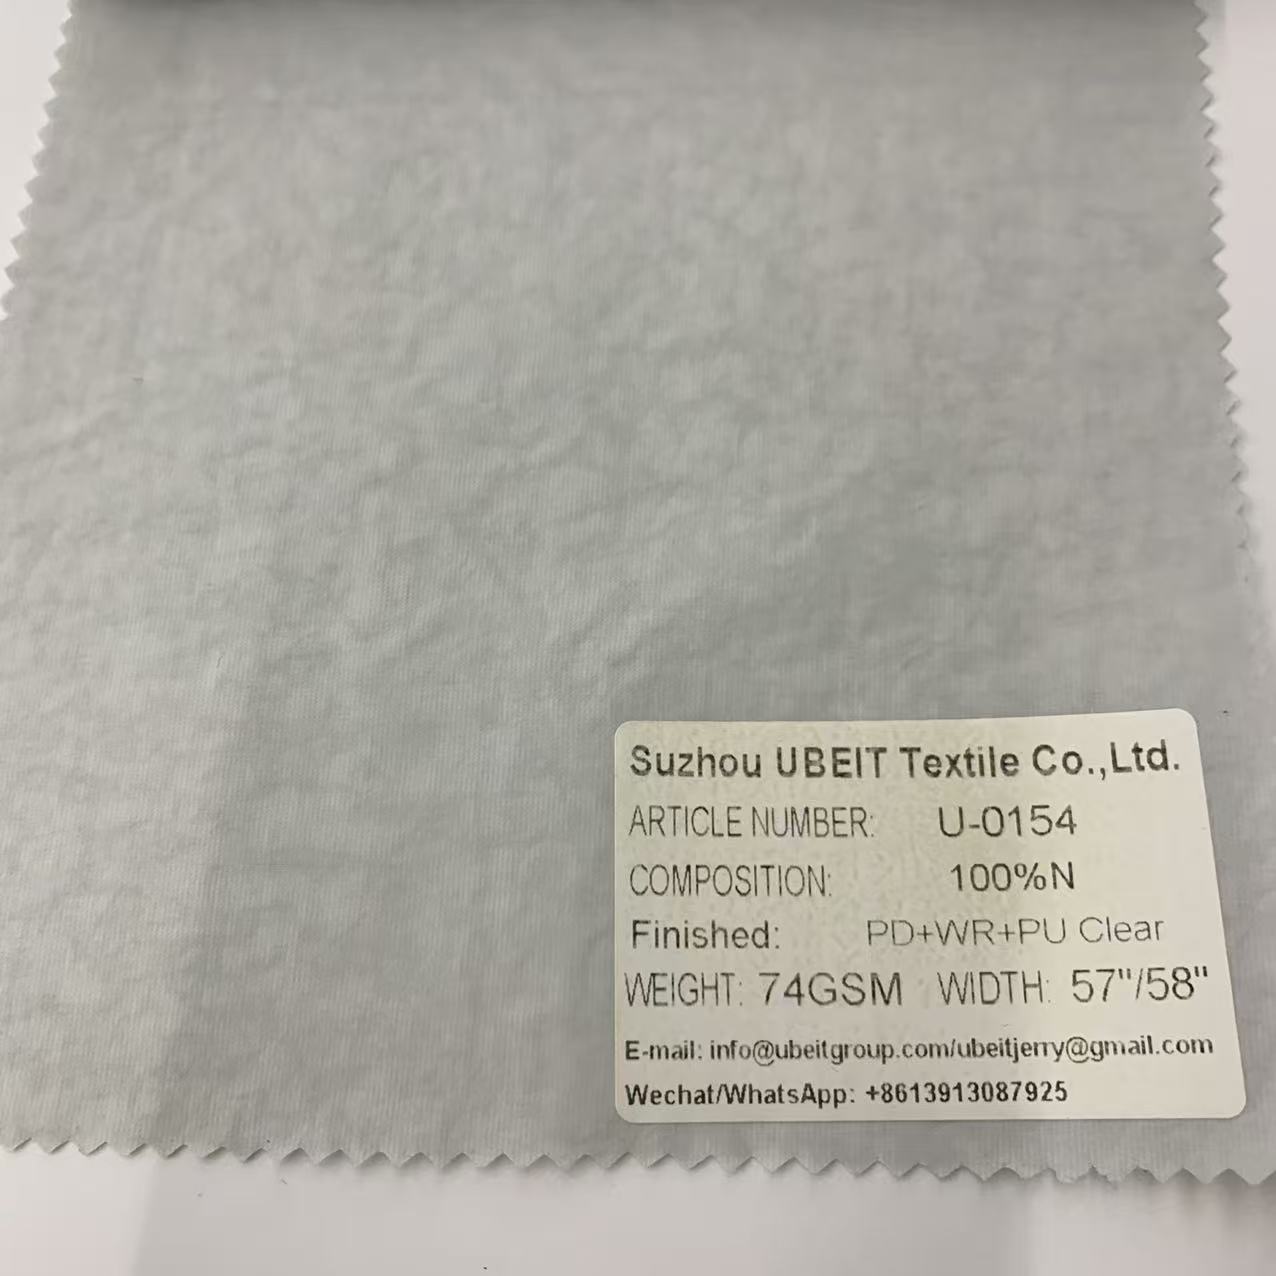 Suzhou UBEIT Textile Co.,Ltd.
ARTICLE NUMBER: U-0154
COMPOSITION: 100%N
Finished: PD+WR+PU Clear
WEIGHT: 74GSM WIDTH: 57"/58"
E-mail: info@ubeitgroup.com/ubeitjerry@gmail.com
Wechat/WhatsApp: +8613913087925